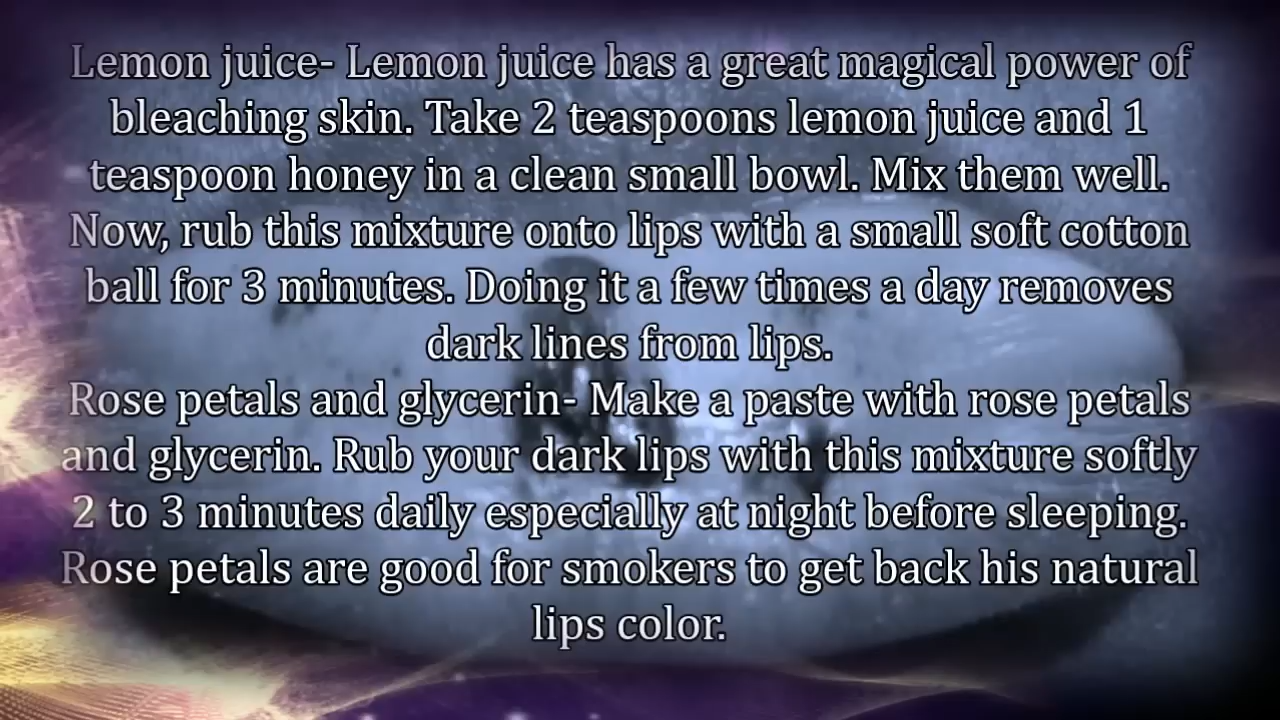 Lemon juice- Lemon juice has a great magical power of
bleaching skin. Take 2 teaspoons lemon juice and 1
teaspoon honey in a clean small bowl. Mix them well.
Now, rub this mixture onto lips with a small soft cotton
ball for 3 minutes. Doing it a few times a day removes
dark lines from lips.
Rose petals and glycerin- Make a paste with rose petals
and glycerin. Rub your dark lips with this mixture softly
2 to 3 minutes daily especially at night before sleeping.
Rose petals are good for smokers to get back his natural
lips color.